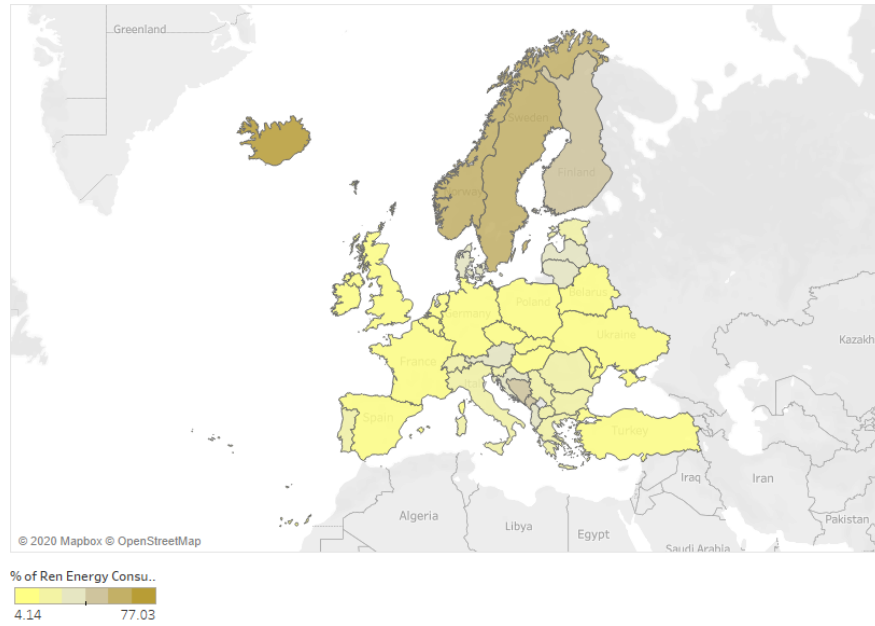 Greenland
Sweden
Norway
Finland
Belarus
Poland
Germany
Ukraine
Kazakh
France
Spain
Turkey
Iraq
Iran
Algeria
Libya
Egypt
Pakistan
Saudi Arabia
© 2020 Mapbox © OpenStreetMap
% of Ren Energy Consu..
4.14 77.03